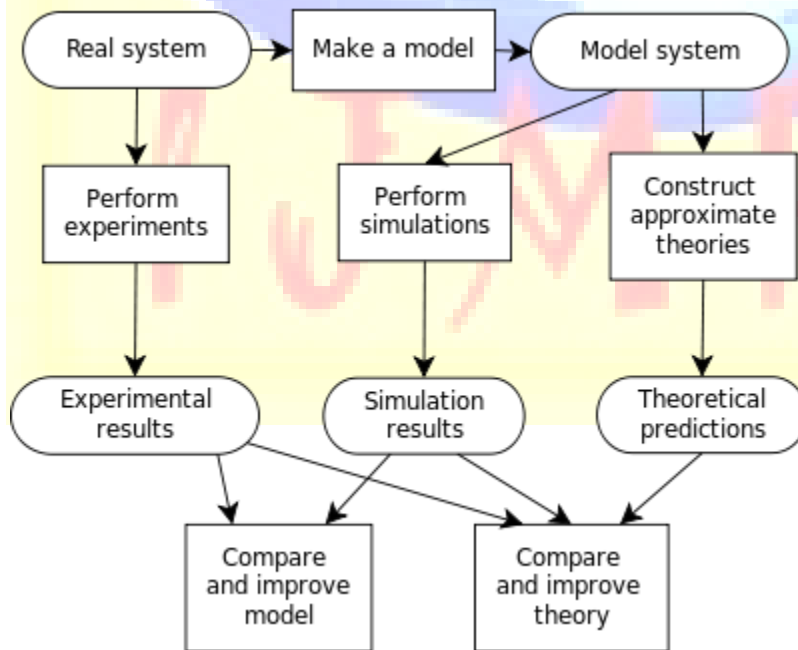 Real system
Make a model
Model system
Perform
experiments
Perform
simulations
Construct
approximate
theories
Experimental
results
Simulation
results
Theoretical
predictions
Compare
and improve
model
Compare
and improve
theory